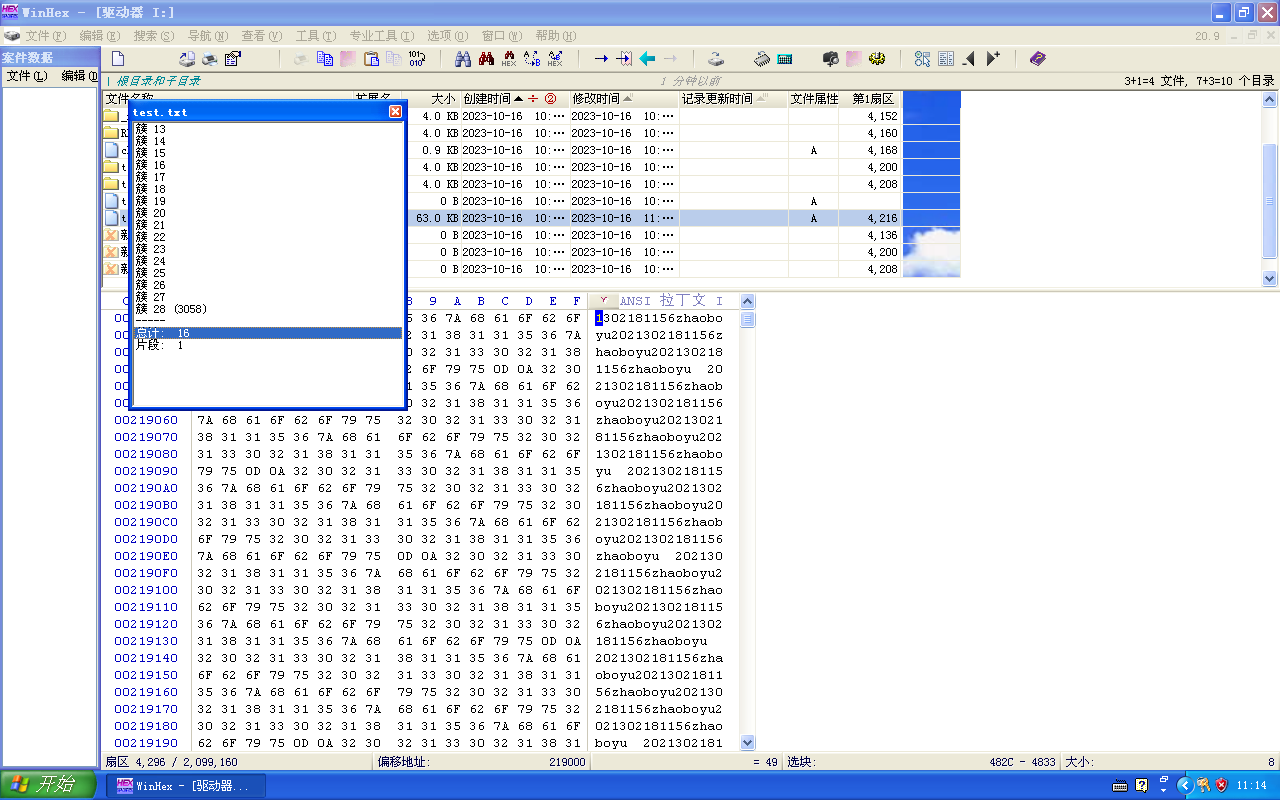 WinHex - [驱动器 I:]
文件(F) 编辑(E) 搜索(S) 导航(N) 查看(V) 工具(T) 专业工具(I) 选项(O) 窗口(W) 帮助(H) 20.9
案件数据
文件(L) 编辑(D
根目录和子目录 1 分钟以前 3+1=4 文件, 7+3=10 个目录
文件名称 扩展名 大小 创建时间 修改时间 记录更新时间 文件属性 第1扇区
4.0 KB 2023-10-16 10:… 2023-10-16 10:… 4,152
4.0 KB 2023-10-16 10:… 2023-10-16 10:… 4,160
0.9 KB 2023-10-16 10:… 2023-10-16 10:… A 4,168
4.0 KB 2023-10-16 10:… 2023-10-16 10:… 4,200
4.0 KB 2023-10-16 10:… 2023-10-16 10:… 4,208
0 B 2023-10-16 10:… 2023-10-16 10:… A
63.0 KB 2023-10-16 10:… 2023-10-16 11:… A 4,216
0 B 2023-10-16 10:… 2023-10-16 10:… 4,136
0 B 2023-10-16 10:… 2023-10-16 10:… 4,200
0 B 2023-10-16 10:… 2023-10-16 10:… 4,208
test.txt
簇 13
簇 14
簇 15
簇 16
簇 17
簇 18
簇 19
簇 20
簇 21
簇 22
簇 23
簇 24
簇 25
簇 26
簇 27
簇 28 (3058)
-----
总计: 16
片段: 1
9 A B C D E F ANSI 拉丁文 I
35 36 7A 68 61 6F 62 6F 1302181156zhaobo
32 31 38 31 31 35 36 7A yu2021302181156z
30 32 31 33 30 32 31 38 haoboyu202130218
6F 79 75 0D 0A 32 30 1156zhaoboyu 20
31 35 36 7A 68 61 6F 62 21302181156zhaob
32 31 38 31 31 35 36 oyu2021302181156
00219060 7A 68 61 6F 62 6F 79 75 32 30 32 31 33 30 32 31 zhaoboyu20213021
00219070 38 31 31 35 36 7A 68 61 6F 62 6F 79 75 32 30 32 81156zhaoboyu202
00219080 31 33 30 32 31 38 31 31 35 36 7A 68 61 6F 62 6F 1302181156zhaobo
00219090 79 75 0D 0A 32 30 32 31 33 30 32 31 38 31 31 35 yu 202130218115
002190A0 36 7A 68 61 6F 62 6F 79 75 32 30 32 31 33 30 32 6zhaoboyu2021302
002190B0 31 38 31 31 35 36 7A 68 61 6F 62 6F 79 75 32 30 181156zhaoboyu20
002190C0 32 31 33 30 32 31 38 31 31 35 36 7A 68 61 6F 62 21302181156zhaob
002190D0 6F 79 75 32 30 32 31 33 30 32 31 38 31 31 35 36 oyu2021302181156
002190E0 7A 68 61 6F 62 6F 79 75 0D 0A 32 30 32 31 33 30 zhaoboyu 202130
002190F0 32 31 38 31 31 35 36 7A 68 61 6F 62 6F 79 75 32 2181156zhaoboyu2
00219100 30 32 31 33 30 32 31 38 31 31 35 36 7A 68 61 6F 021302181156zhao
00219110 62 6F 79 75 32 30 32 31 33 30 32 31 38 31 31 35 boyu202130218115
00219120 36 7A 68 61 6F 62 6F 79 75 32 30 32 31 33 30 32 6zhaoboyu2021302
00219130 31 38 31 31 35 36 7A 68 61 6F 62 6F 79 75 0D 0A 181156zhaoboyu
00219140 32 30 32 31 33 30 32 31 38 31 31 35 36 7A 68 61 2021302181156zha
00219150 6F 62 6F 79 75 32 30 32 31 33 30 32 31 38 31 31 oboyu20213021811
00219160 35 36 7A 68 61 6F 62 6F 79 75 32 30 32 31 33 30 56zhaoboyu202130
00219170 32 31 38 31 31 35 36 7A 68 61 6F 62 6F 79 75 32 2181156zhaoboyu2
00219180 30 32 31 33 30 32 31 38 31 31 35 36 7A 68 61 6F 021302181156zhao
00219190 62 6F 79 75 0D 0A 32 30 32 31 33 30 32 31 38 31 boyu 2021302181
扇区 4,296 / 2,099,160 偏移地址: 219000 = 49 选块: 482C - 4833 大小: 8
开始 WinHex - [驱动器... 11:14